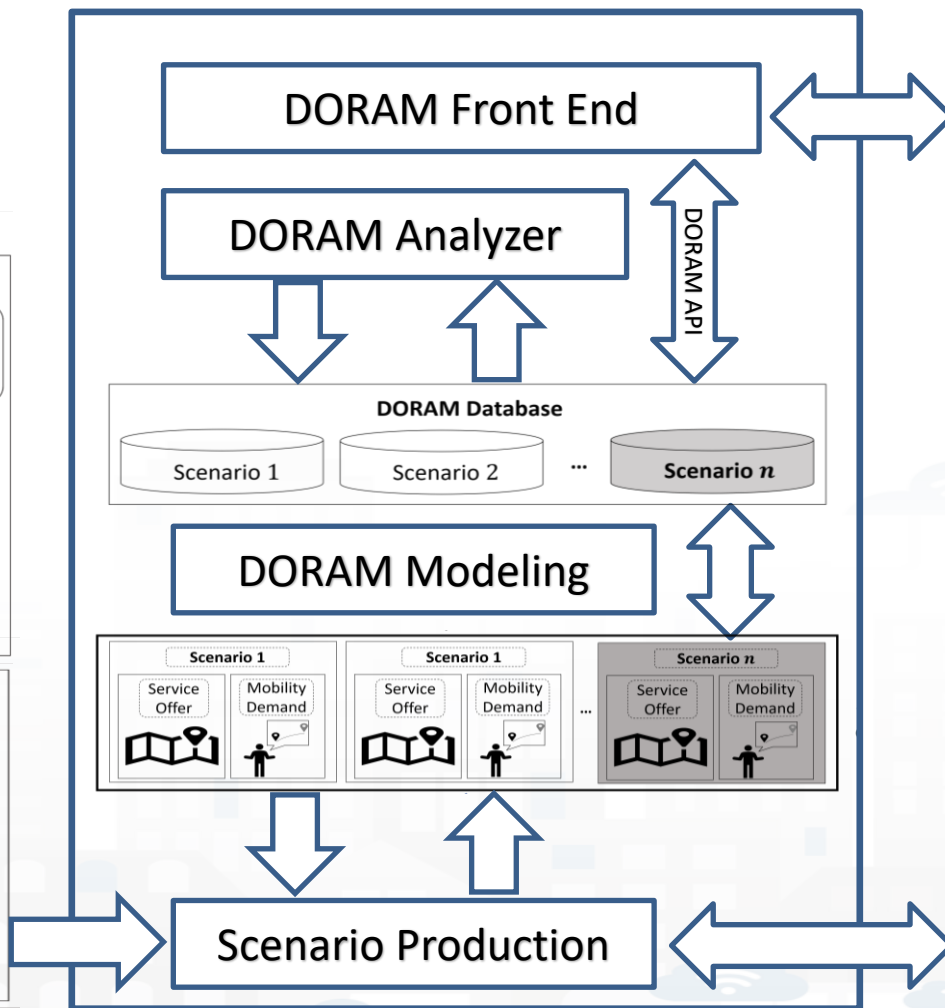 DORAM Front End
DORAM Analyzer
DORAM API
DORAM Database
Scenario 1
Scenario 2
...
Scenario n
DORAM Modeling
Scenario 1
Service
Offer
Mobility
Demand
Scenario 1
Service
Offer
Mobility
Demand
...
Scenario n
Service
Offer
Mobility
Demand
Scenario Production